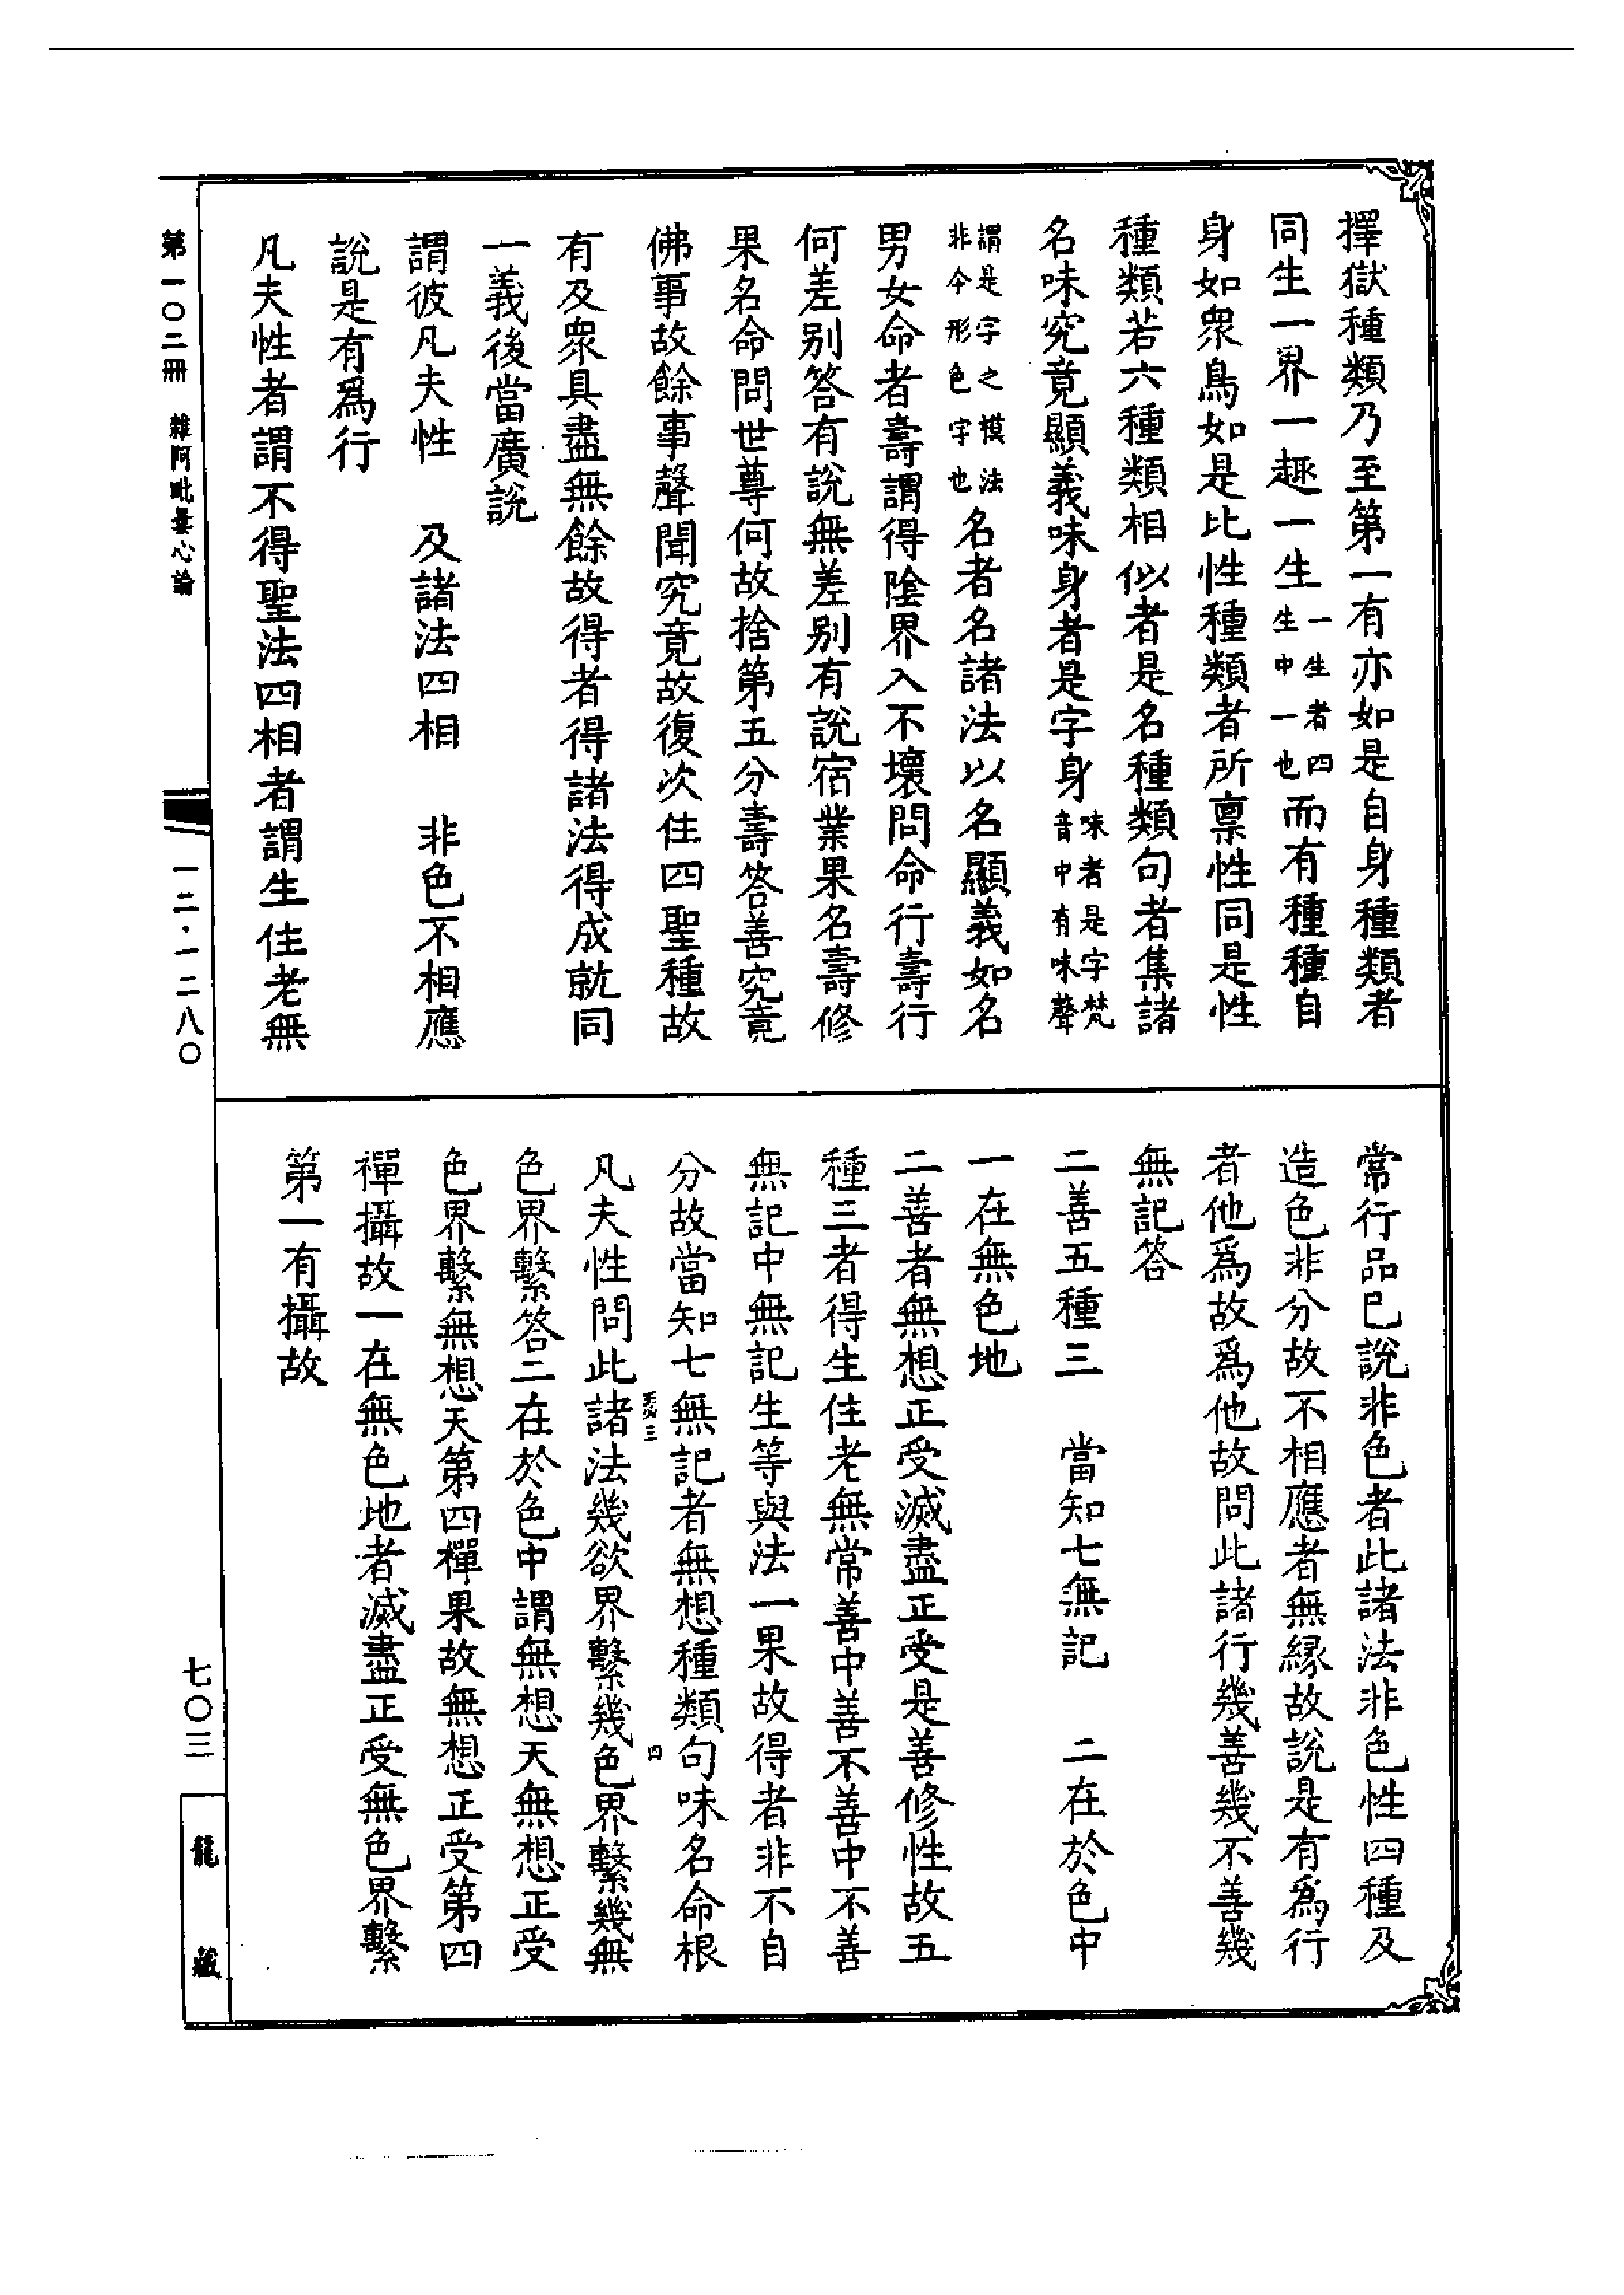 擇獄種類乃至第一有亦如是自身種類者
同生一界一趣一生一生者四生中一也而有種種自
身如衆鳥如是比性種類者所禀性同是性
種類若六種類相似者是名種類句者集諸
名味究竟顯義味身者是字身味者是字梵音中有味聲
謂是字之模法非今形色字也名者名諸法以名顯義如名
男女命者壽謂得陰界入不壞問命行壽行
何差别答有説無差别有説宿業果名壽修
果名命問世尊何故捨第五分壽答善究竟
佛事故餘事聲聞究竟故復次住四聖種故
有及衆具盡無餘故得者得諸法得成就同
一義後當廣説
謂彼凡夫性　及諸法四相　非色不相應
説是有爲行
凡夫性者謂不得聖法四相者謂生住老無
常行品巳説非色者此諸法非色性四種及
造色非分故不相應者無縁故説是有爲行
者他爲故爲他故問此諸行幾善幾不善幾
無記答
二善五種三　當知七無記　二在於色中
一在無色地
二善者無想正受滅盡正受是善修性故五
種三者得生住老無常善中善不善中不善
無記中無記生等與法一果故得者非不自
分故當知七無記者無想種類句味名命根
凡夫性問此諸法幾欲界繫幾色界繫幾無
色界繫答二在於色中謂無想天無想正受
色界繫無想天第四禪果故無想正受第四
禪攝故一在無色地者滅盡正受無色界繫
第一有攝故
三
四
第一〇二冊　雜阿毗曇心論
一二·一二八〇
七〇三
龍藏